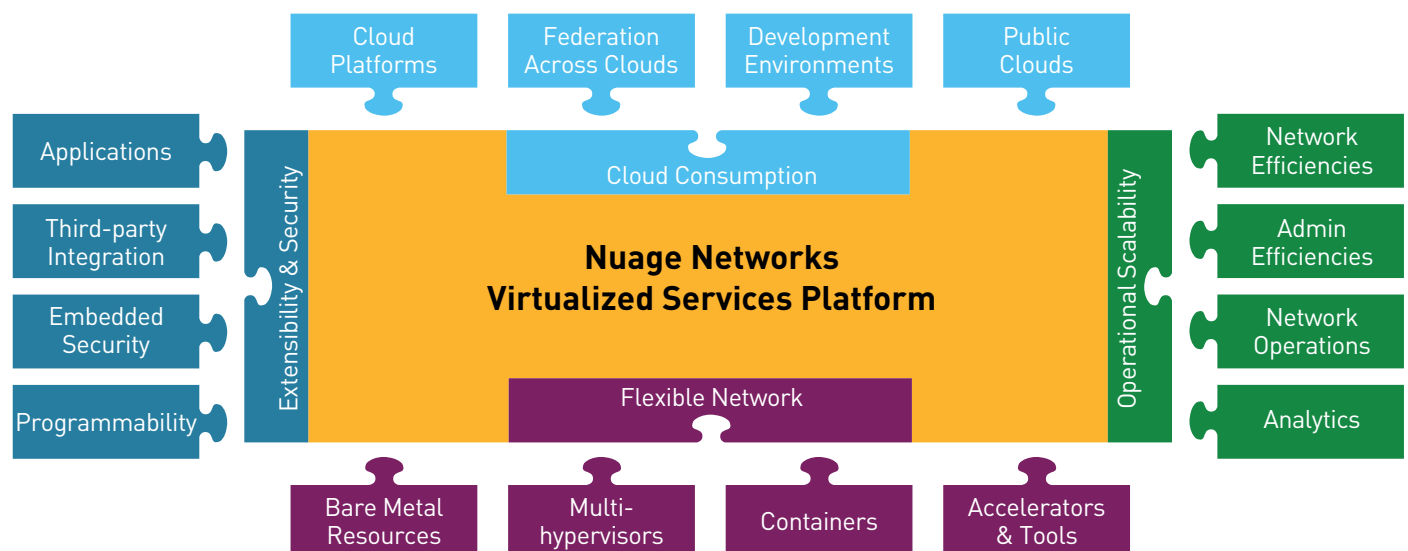 Cloud
Platforms
Federation
Across Clouds
Development
Environments
Public
Clouds
Applications
Third-party
Integration
Embedded
Security
Programmability
Extensibility & Security
Cloud Consumption
Nuage Networks
Virtualized Services Platform
Flexible Network
Operational Scalability
Network
Efficiencies
Admin
Efficiencies
Network
Operations
Analytics
Bare Metal
Resources
Multi-
hypervisors
Containers
Accelerators
& Tools